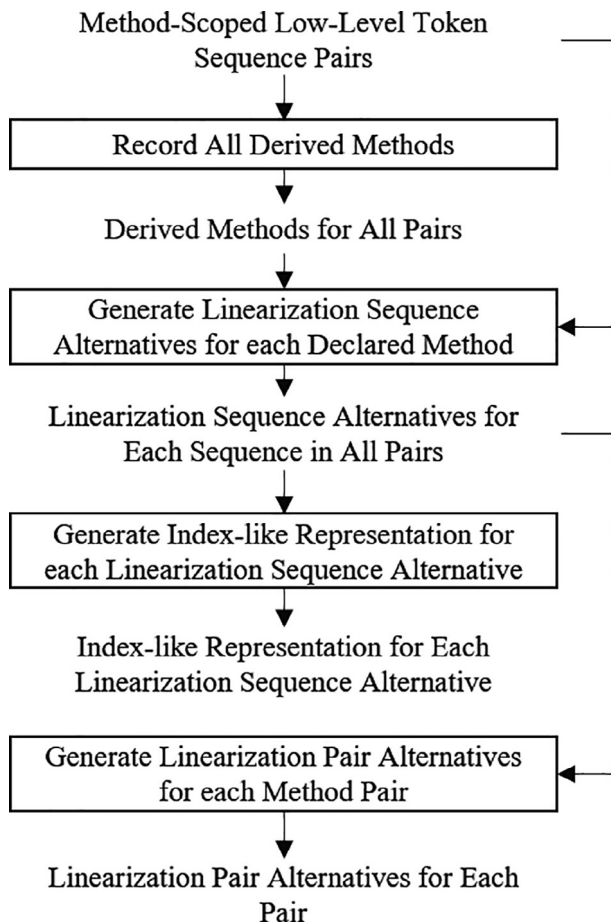 Method-Scoped Low-Level Token
Sequence Pairs
Record All Derived Methods
Derived Methods for All Pairs
Generate Linearization Sequence
Alternatives for each Declared Method
Linearization Sequence Alternatives for
Each Sequence in All Pairs
Generate Index-like Representation for
each Linearization Sequence Alternative
Index-like Representation for Each
Linearization Sequence Alternative
Generate Linearization Pair Alternatives
for each Method Pair
Linearization Pair Alternatives for Each
Pair